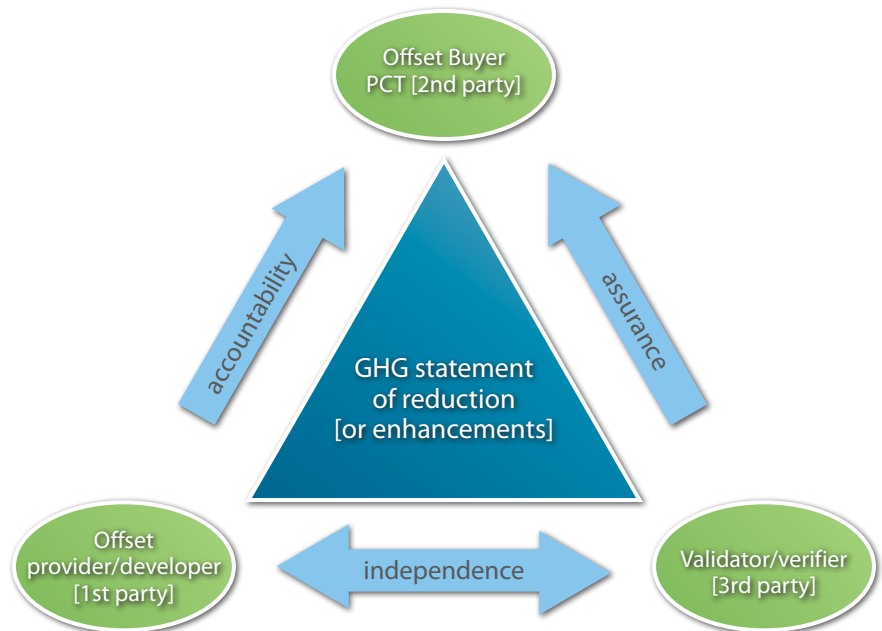 Offset Buyer
PCT [2nd party]
accountability
assurance
GHG statement
of reduction
[or enhancements]
Offset
provider/developer
[1st party]
independence
Validator/verifier
[3rd party]